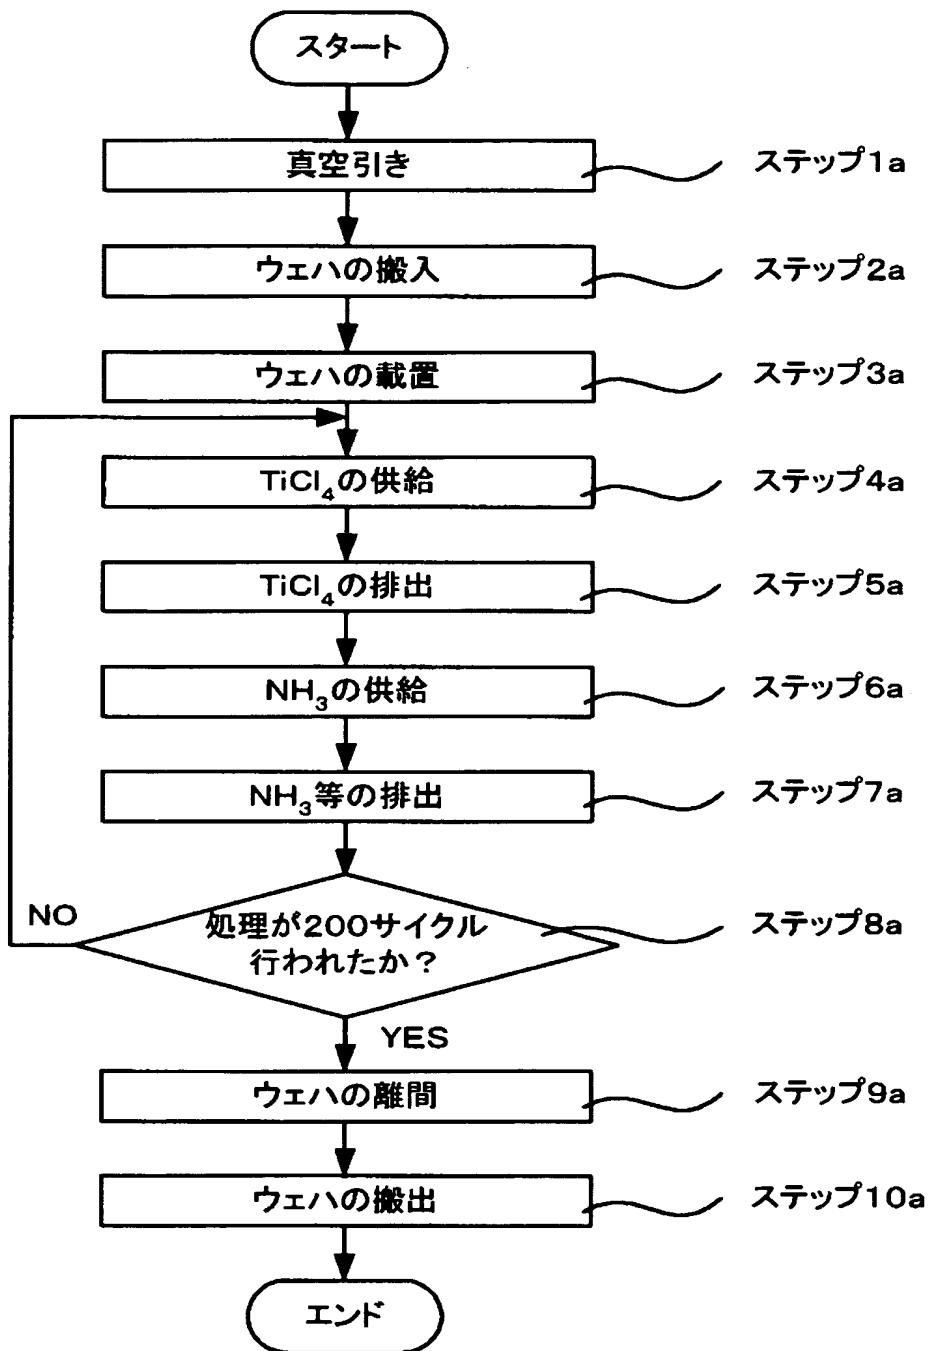 スタート
真空引き
ステップ1a
ウェハの搬入
ステップ2a
ウェハの載置
ステップ3a
TiCl₄の供給
ステップ4a
TiCl₄の排出
ステップ5a
NH₃の供給
ステップ6a
NH₃等の排出
ステップ7a
NO
処理が200サイクル
行われたか？
ステップ8a
YES
ウェハの離間
ステップ9a
ウェハの搬出
ステップ10a
エンド